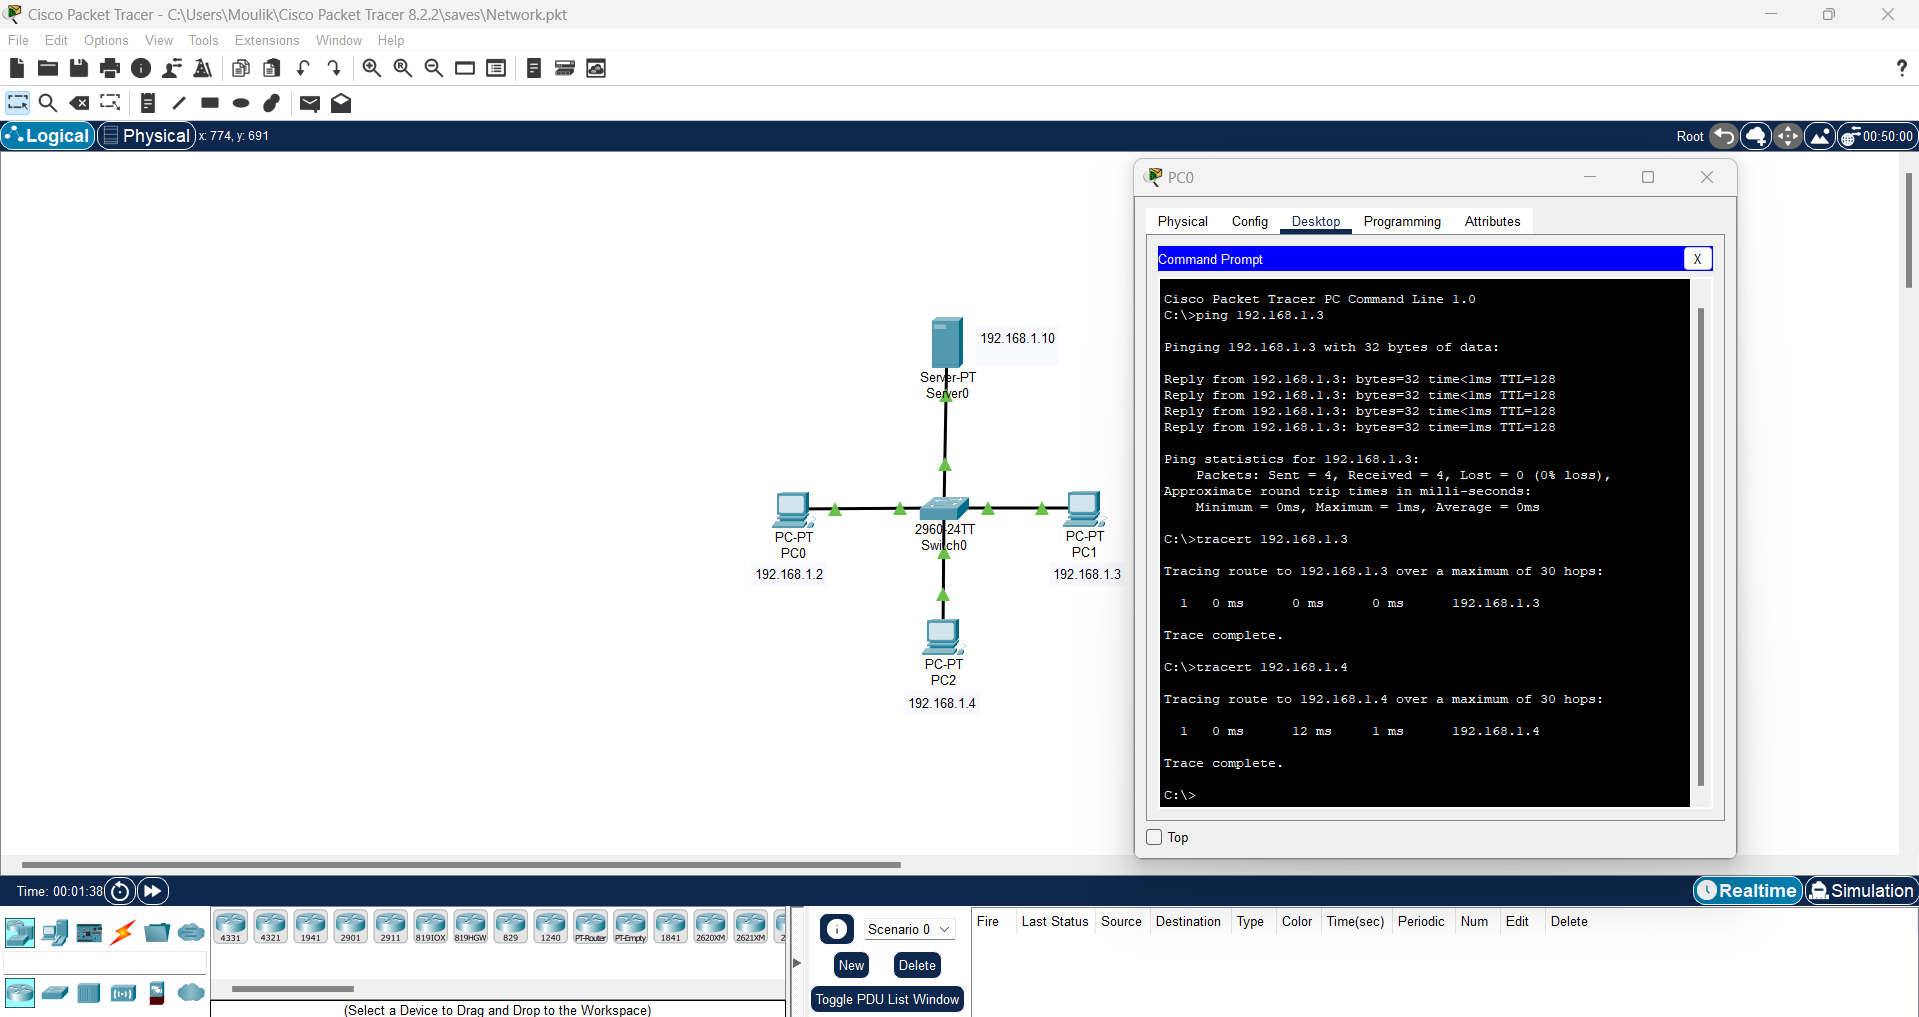 Cisco Packet Tracer - C:\Users\Moulik\Cisco Packet Tracer 8.2.2\saves\Network.pkt
File Edit Options View Tools Extensions Window Help
?
Logical Physical x: 774, y: 691 Root 00:50:00
192.168.1.10
Server-PT
Server0
2960-24TT
Switch0
PC-PT
PC0
192.168.1.2
PC-PT
PC1
192.168.1.3
PC-PT
PC2
192.168.1.4
PC0
Physical Config Desktop Programming Attributes
Command Prompt X
Cisco Packet Tracer PC Command Line 1.0
C:\>ping 192.168.1.3
Pinging 192.168.1.3 with 32 bytes of data:
Reply from 192.168.1.3: bytes=32 time<1ms TTL=128
Reply from 192.168.1.3: bytes=32 time<1ms TTL=128
Reply from 192.168.1.3: bytes=32 time<1ms TTL=128
Reply from 192.168.1.3: bytes=32 time=1ms TTL=128
Ping statistics for 192.168.1.3:
Packets: Sent = 4, Received = 4, Lost = 0 (0% loss),
Approximate round trip times in milli-seconds:
Minimum = 0ms, Maximum = 1ms, Average = 0ms
C:\>tracert 192.168.1.3
Tracing route to 192.168.1.3 over a maximum of 30 hops:
1 0 ms 0 ms 0 ms 192.168.1.3
Trace complete.
C:\>tracert 192.168.1.4
Tracing route to 192.168.1.4 over a maximum of 30 hops:
1 0 ms 12 ms 1 ms 192.168.1.4
Trace complete.
C:\>
Top
Time: 00:01:38 Realtime Simulation
4331 4321 1941 2901 2911 819IOX 819HGW 829 1240 PT-Router PT-Empty 1841 2620XM 2621XM 2
(Select a Device to Drag and Drop to the Workspace)
Scenario 0
New Delete
Toggle PDU List Window
Fire Last Status Source Destination Type Color Time(sec) Periodic Num Edit Delete